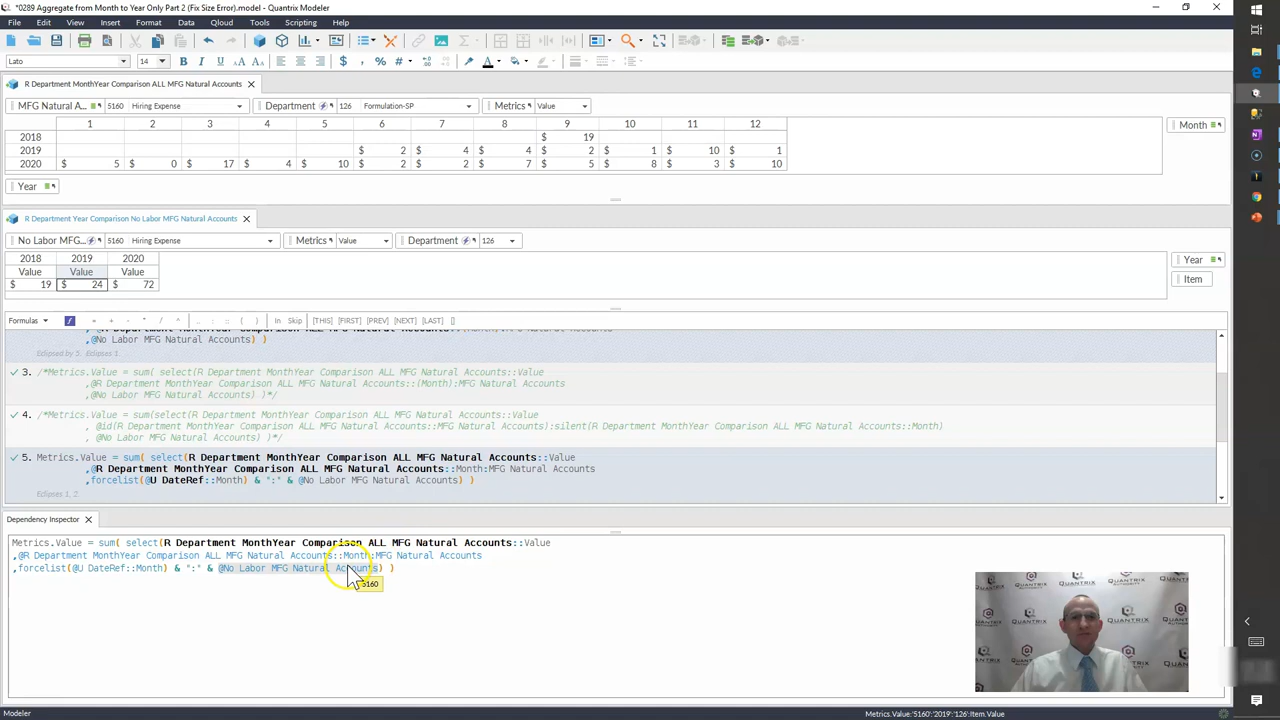 *0289 Aggregate from Month to Year Only Part 2 (Fix Size Error).model * - Quantrix Modeler
File Edit View Insert Format Data Qloud Tools Scripting Help
Lato 14
R Department MonthYear Comparison ALL MFG Natural Accounts
MFG Natural A... 5160 Hiring Expense Department 126 Formulation-SP Metrics Value
1 2 3 4 5 6 7 8 9 10 11 12
Month
2018 $ 19
2019 $ 2 $ 4 $ 4 $ 2 $ 1 $ 10 $ 1
2020 $ 5 $ 0 $ 17 $ 4 $ 10 $ 2 $ 2 $ 7 $ 5 $ 8 $ 3 $ 10
Year
R Department Year Comparison No Labor MFG Natural Accounts
No Labor MFG... 5160 Hiring Expense Metrics Value Department 126
2018 2019 2020
Year
Value Value Value
Item
$ 19 $ 24 $ 72
Formulas ƒ = + - * / ^ , : ; ( ) In Skip [THIS] [FIRST] [PREV] [NEXT] [LAST] []
,@No Labor MFG Natural Accounts) )
Eclipsed by 5. Eclipses 1
3. /*Metrics.Value = sum( select(R Department MonthYear Comparison ALL MFG Natural Accounts::Value
,@R Department MonthYear Comparison ALL MFG Natural Accounts::(Month):MFG Natural Accounts
,@No Labor MFG Natural Accounts) )*/
4. /*Metrics.Value = sum(select(R Department MonthYear Comparison ALL MFG Natural Accounts::Value
, @id(R Department MonthYear Comparison ALL MFG Natural Accounts::MFG Natural Accounts):silent(R Department MonthYear Comparison ALL MFG Natural Accounts::Month)
, @No Labor MFG Natural Accounts) )*/
5. Metrics.Value = sum( select(R Department MonthYear Comparison ALL MFG Natural Accounts::Value
,@R Department MonthYear Comparison ALL MFG Natural Accounts::Month:MFG Natural Accounts
,forcelist(@U DateRef::Month) & ":" & @No Labor MFG Natural Accounts) )
Eclipses 1, 2.
Dependency Inspector
Metrics.Value = sum( select(R Department MonthYear Comparison ALL MFG Natural Accounts::Value
,@R Department MonthYear Comparison ALL MFG Natural Accounts::Month:MFG Natural Accounts
,forcelist(@U DateRef::Month) & ":" & @No Labor MFG Natural Accounts) )
5160
QUANTRIX
Modeler
Metrics.Value:'5160':'2019':'126':Item.Value